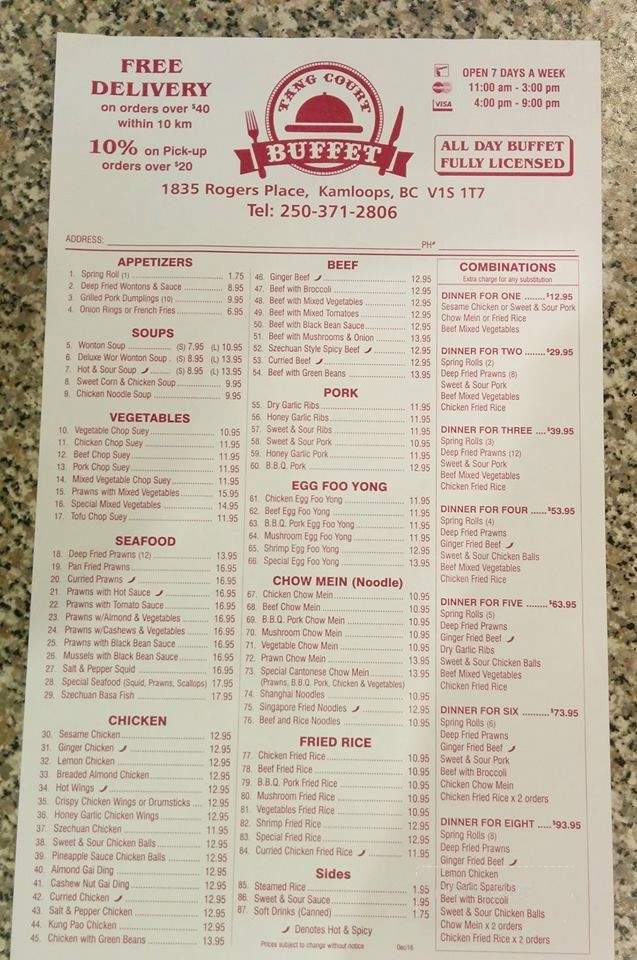 FREE
DELIVERY
on orders over $40
within 10 km
10% on Pick-up
orders over $20
TANG COURT
BUFFET
OPEN 7 DAYS A WEEK
11:00 am - 3:00 pm
VISA 4:00 pm - 9:00 pm
ALL DAY BUFFET
FULLY LICENSED
1835 Rogers Place, Kamloops, BC V1S 1T7
Tel: 250-371-2806
ADDRESS: PH#
APPETIZERS
1. Spring Roll (1) 1.75
2. Deep Fried Wontons & Sauce 8.95
3. Grilled Pork Dumplings (10) 9.95
4. Onion Rings or French Fries 6.95
SOUPS
5. Wonton Soup (S) 7.95 (L) 10.95
6. Deluxe Wor Wonton Soup (S) 8.95 (L) 13.95
7. Hot & Sour Soup (S) 8.95 (L) 13.95
8. Sweet Corn & Chicken Soup 9.95
9. Chicken Noodle Soup 9.95
VEGETABLES
10. Vegetable Chop Suey 10.95
11. Chicken Chop Suey 11.95
12. Beef Chop Suey 11.95
13. Pork Chop Suey 11.95
14. Mixed Vegetable Chop Suey 11.95
15. Prawns with Mixed Vegetables 15.95
16. Special Mixed Vegetables 14.95
17. Tofu Chop Suey 11.95
SEAFOOD
18. Deep Fried Prawns (12) 13.95
19. Pan Fried Prawns 16.95
20. Curried Prawns 16.95
21. Prawns with Hot Sauce 16.95
22. Prawns with Tomato Sauce 16.95
23. Prawns w/Almond & Vegetables 16.95
24. Prawns w/Cashews & Vegetables 16.95
25. Prawns with Black Bean Sauce 16.95
26. Mussels with Black Bean Sauce 16.95
27. Salt & Pepper Squid 16.95
28. Special Seafood (Squid, Prawns, Scallops) 17.95
29. Szechuan Basa Fish 17.95
CHICKEN
30. Sesame Chicken 12.95
31. Ginger Chicken 12.95
32. Lemon Chicken 12.95
33. Breaded Almond Chicken 12.95
34. Hot Wings 12.95
35. Crispy Chicken Wings or Drumsticks 12.95
36. Honey Garlic Chicken Wings 12.95
37. Szechuan Chicken 11.95
38. Sweet & Sour Chicken Balls 12.95
39. Pineapple Sauce Chicken Balls 12.95
40. Almond Gai Ding 12.95
41. Cashew Nut Gai Ding 12.95
42. Curried Chicken 12.95
43. Salt & Pepper Chicken 12.95
44. Kung Pao Chicken 12.95
45. Chicken with Green Beans 13.95
BEEF
46. Ginger Beef 12.95
47. Beef with Broccoli 12.95
48. Beef with Mixed Vegetables 12.95
49. Beef with Mixed Tomatoes 12.95
50. Beef with Black Bean Sauce 12.95
51. Beef with Mushrooms & Onion 13.95
52. Szechuan Style Spicy Beef 12.95
53. Curried Beef 12.95
54. Beef with Green Beans 13.95
PORK
55. Dry Garlic Ribs 11.95
56. Honey Garlic Ribs 11.95
57. Sweet & Sour Ribs 11.95
58. Sweet & Sour Pork 10.95
59. Honey Garlic Pork 11.95
60. B.B.Q. Pork 12.95
EGG FOO YONG
61. Chicken Egg Foo Yong 11.95
62. Beef Egg Foo Yong 11.95
63. B.B.Q. Pork Egg Foo Yong 11.95
64. Mushroom Egg Foo Yong 11.95
65. Shrimp Egg Foo Yong 12.95
66. Special Egg Foo Yong 13.95
CHOW MEIN (Noodle)
67. Chicken Chow Mein 10.95
68. Beef Chow Mein 10.95
69. B.B.Q. Pork Chow Mein 10.95
70. Mushroom Chow Mein 10.95
71. Vegetable Chow Mein 10.95
72. Prawn Chow Mein 13.95
73. Special Cantonese Chow Mein 13.95
(Prawns, B.B.Q. Pork, Chicken & Vegetables)
74. Shanghai Noodles 10.95
75. Singapore Fried Noodles 12.95
76. Beef and Rice Noodles 10.95
FRIED RICE
77. Chicken Fried Rice 10.95
78. Beef Fried Rice 10.95
79. B.B.Q. Pork Fried Rice 10.95
80. Mushroom Fried Rice 10.95
81. Vegetables Fried Rice 10.95
82. Shrimp Fried Rice 12.95
83. Special Fried Rice 12.95
84. Curried Chicken Fried Rice 11.95
Sides
85. Steamed Rice 1.95
86. Sweet & Sour Sauce 1.95
87. Soft Drinks (Canned) 1.75
Denotes Hot & Spicy
Prices subject to change without notice Dec/16
COMBINATIONS
Extra charge for any substitution
DINNER FOR ONE $12.95
Sesame Chicken or Sweet & Sour Pork
Chow Mein or Fried Rice
Beef Mixed Vegetables
DINNER FOR TWO $29.95
Spring Rolls (2)
Deep Fried Prawns (8)
Sweet & Sour Pork
Beef Mixed Vegetables
Chicken Fried Rice
DINNER FOR THREE $39.95
Spring Rolls (3)
Deep Fried Prawns (12)
Sweet & Sour Pork
Beef Mixed Vegetables
Chicken Fried Rice
DINNER FOR FOUR $53.95
Spring Rolls (4)
Deep Fried Prawns
Ginger Fried Beef
Sweet & Sour Chicken Balls
Beef Mixed Vegetables
Chicken Fried Rice
DINNER FOR FIVE $63.95
Spring Rolls (5)
Deep Fried Prawns
Ginger Fried Beef
Dry Garlic Ribs
Sweet & Sour Chicken Balls
Beef Mixed Vegetables
Chicken Fried Rice
DINNER FOR SIX $73.95
Spring Rolls (6)
Deep Fried Prawns
Ginger Fried Beef
Sweet & Sour Pork
Beef with Broccoli
Chicken Chow Mein
Chicken Fried Rice x 2 orders
DINNER FOR EIGHT $93.95
Spring Rolls (8)
Deep Fried Prawns
Ginger Fried Beef
Lemon Chicken
Dry Garlic Spareribs
Beef with Broccoli
Sweet & Sour Chicken Balls
Chow Mein x 2 orders
Chicken Fried Rice x 2 orders